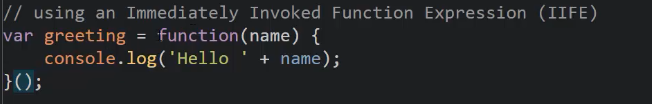 // using an Immediately Invoked Function Expression (IIFE)
var greeting = function(name) {
    console.log('Hello ' + name);
}();